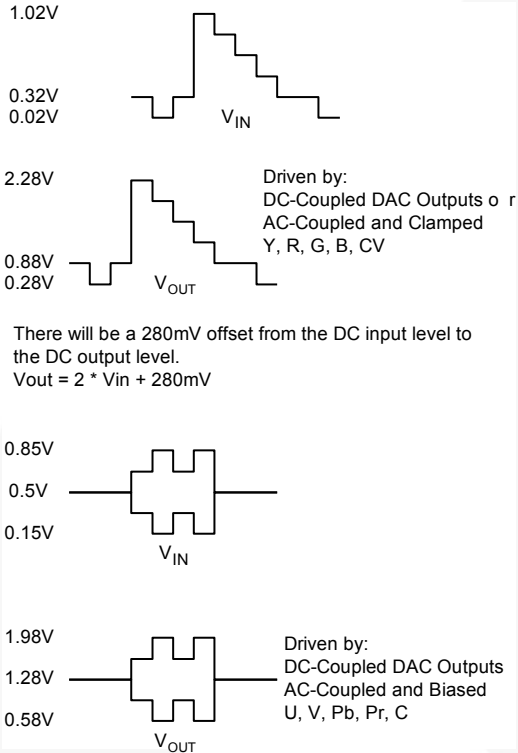 1.02V
0.32V
0.02V
VIN
2.28V
0.88V
0.28V
VOUT
Driven by:
DC-Coupled DAC Outputs o r
AC-Coupled and Clamped
Y, R, G, B, CV
There will be a 280mV offset from the DC input level to
the DC output level.
Vout = 2 * Vin + 280mV
0.85V
0.5V
0.15V
VIN
1.98V
1.28V
0.58V
VOUT
Driven by:
DC-Coupled DAC Outputs
AC-Coupled and Biased
U, V, Pb, Pr, C